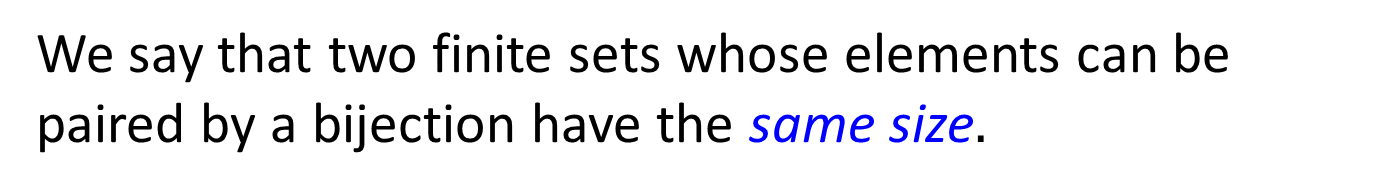 We say that two finite sets whose elements can be
paired by a bijection have the same size.